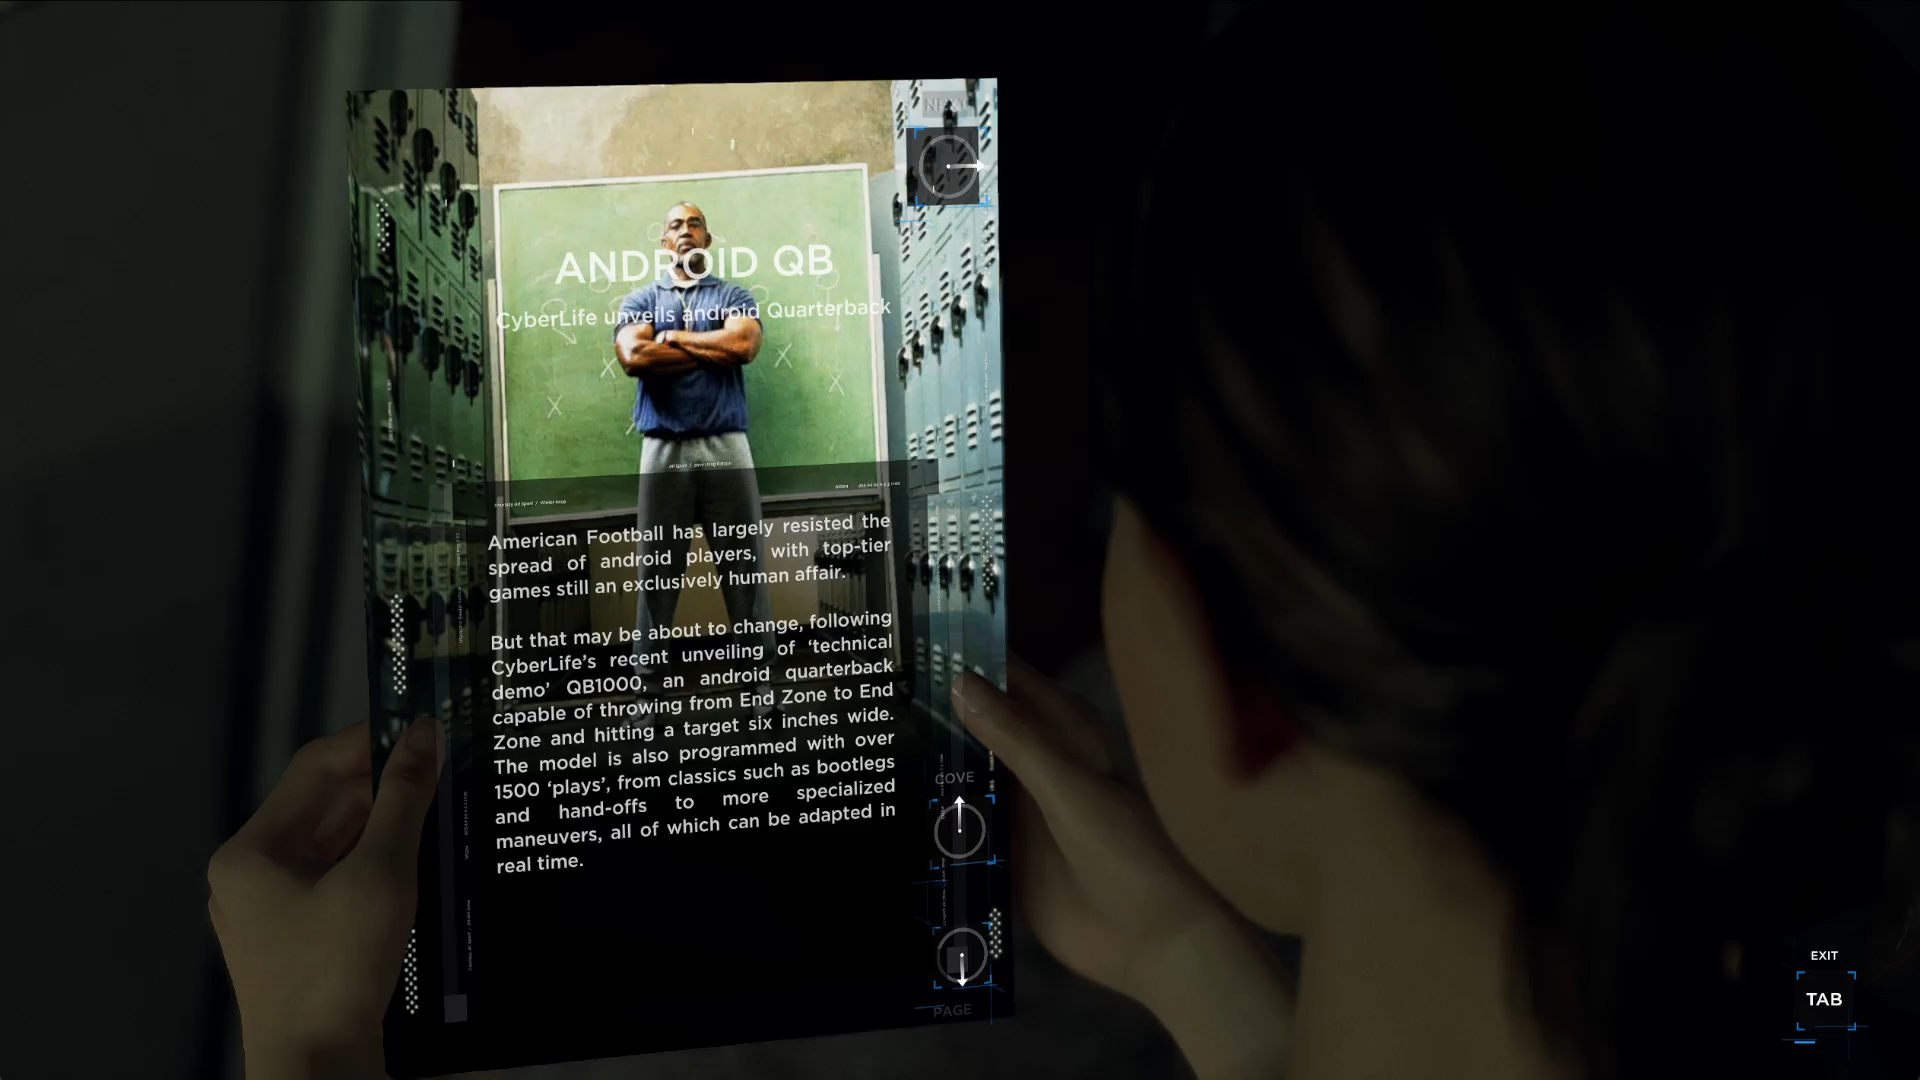 NEXT
ANDROID QB
CyberLife unveils android Quarterback
American Football has largely resisted the
spread of android players, with top-tier
games still an exclusively human affair.
But that may be about to change, following
CyberLife's recent unveiling of ‘technical
demo’ QB1000, an android quarterback
capable of throwing from End Zone to End
Zone and hitting a target six inches wide.
The model is also programmed with over
1500 ‘plays’, from classics such as bootlegs
and hand-offs to more specialized
maneuvers, all of which can be adapted in
real time.
COVE
PAGE
EXIT
TAB